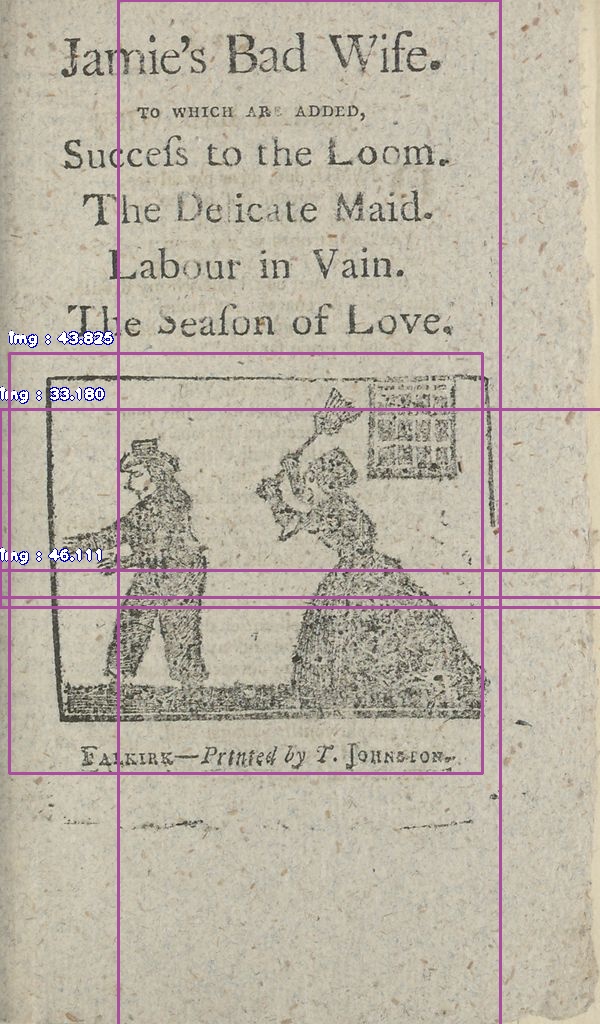 Jamie's Bad Wife.
TO WHICH ARE ADDED,
Succeſs to the Loom.
The Delicate Maid.
Labour in Vain.
The Seaſon of Love.
Img : 43.825
Img : 33.180
Img : 46.111
FALKIRK—Printed by T. JOHNSTON.